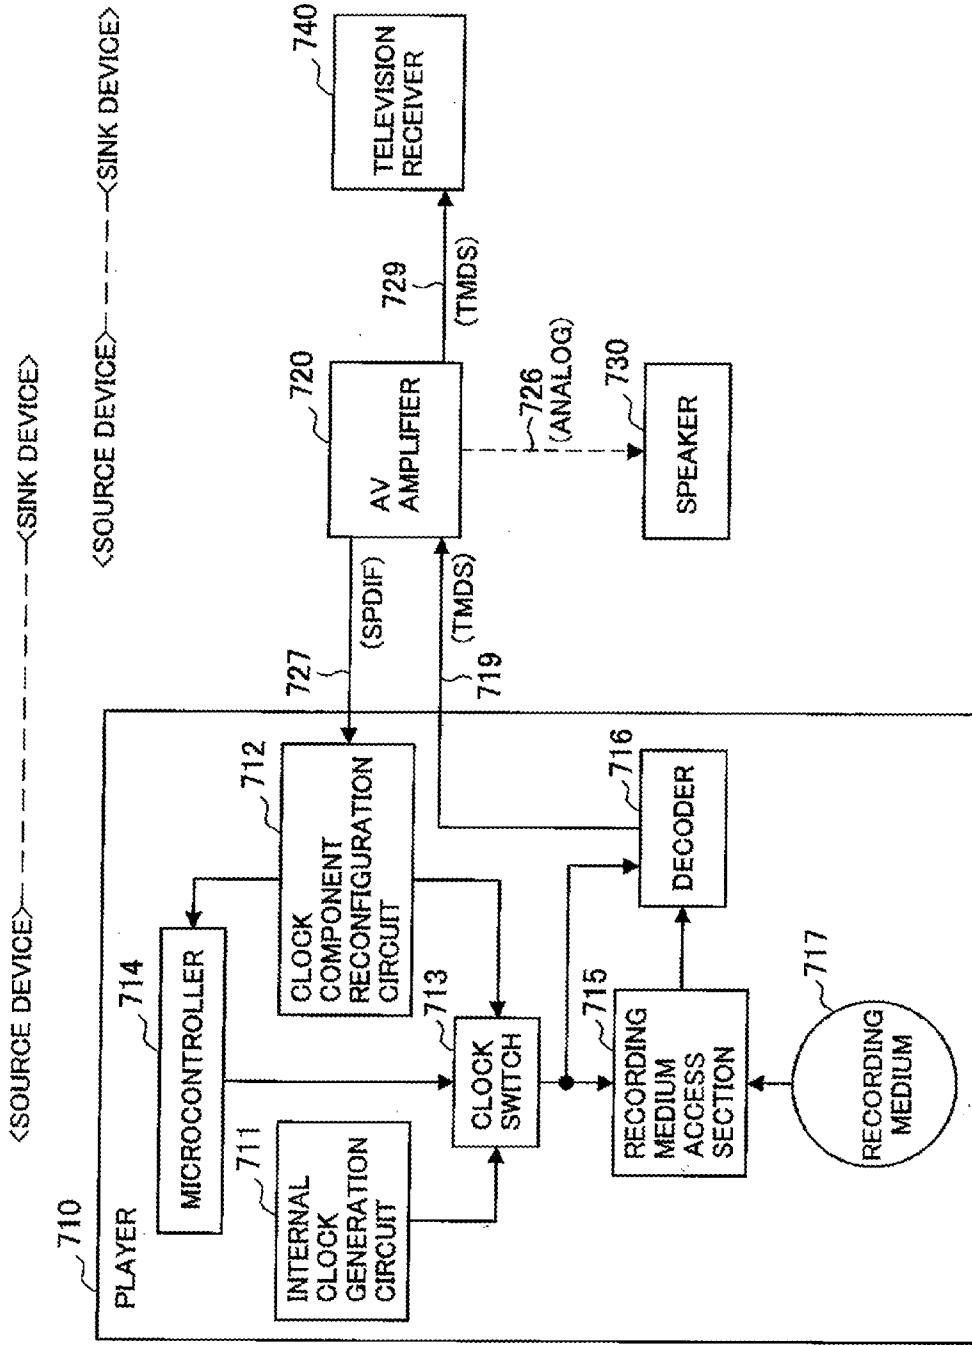 <SOURCE DEVICE>
<SINK DEVICE>
<SOURCE DEVICE>
<SINK DEVICE>
710
PLAYER
714
MICROCONTROLLER
711
INTERNAL
CLOCK
GENERATION
CIRCUIT
712
CLOCK
COMPONENT
RECONFIGURATION
CIRCUIT
713
CLOCK
SWITCH
715
RECORDING
MEDIUM
ACCESS
SECTION
716
DECODER
717
RECORDING
MEDIUM
727
(SPDIF)
719
(TMDS)
720
AV
AMPLIFIER
726
(ANALOG)
730
SPEAKER
729
(TMDS)
740
TELEVISION
RECEIVER